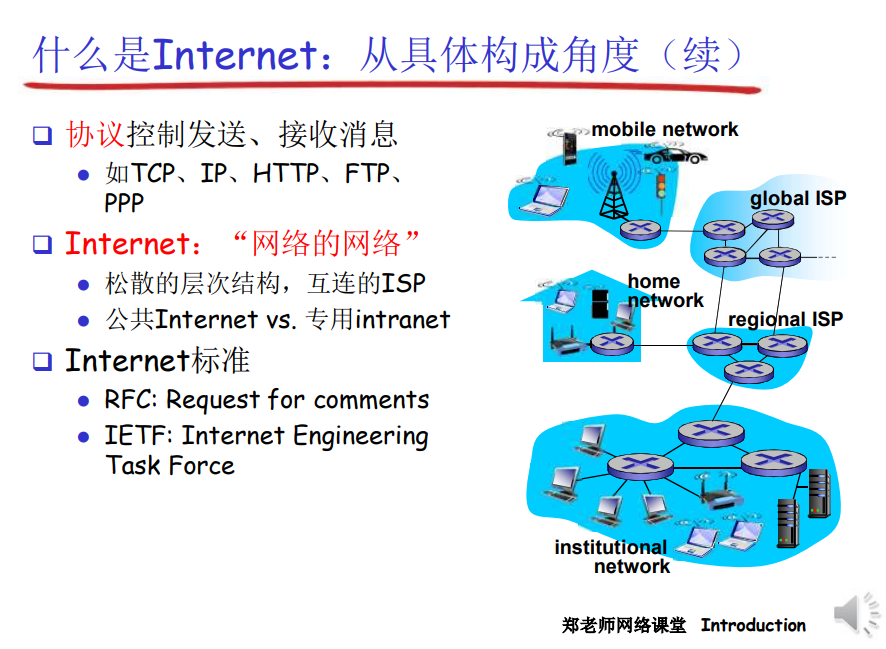 什么是Internet：从具体构成角度（续）
协议控制发送、接收消息
如TCP、IP、HTTP、FTP、
PPP
Internet：“网络的网络”
松散的层次结构，互连的ISP
公共Internet vs. 专用intranet
Internet标准
RFC: Request for comments
IETF: Internet Engineering
Task Force
mobile network
global ISP
home
network
regional ISP
institutional
network
郑老师网络课堂 Introduction